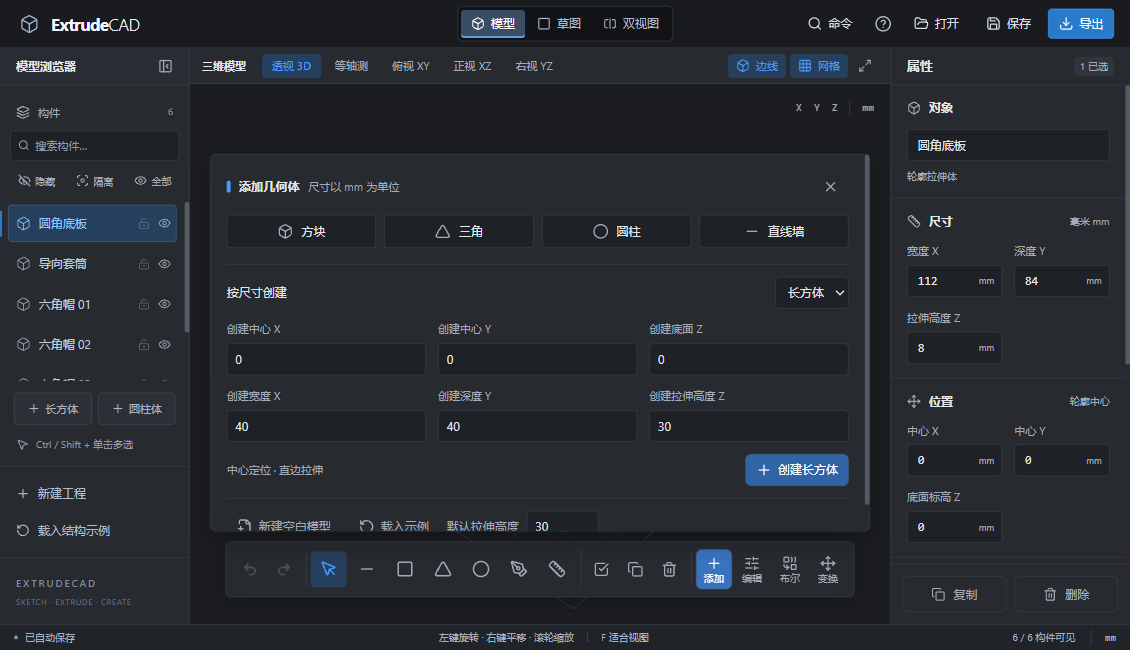 ExtrudeCAD
模型
草图
双视图
命令
打开
保存
导出
模型浏览器
三维模型
透视 3D
等轴测
俯视 XY
正视 XZ
右视 YZ
边线
网格
属性
1 已选
构件
6
搜索构件...
隐藏
隔离
全部
圆角底板
导向套筒
六角帽 01
六角帽 02
长方体
圆柱体
Ctrl / Shift + 单击多选
新建工程
载入结构示例
EXTRUDECAD
SKETCH · EXTRUDE · CREATE
X Y Z mm
添加几何体 尺寸以 mm 为单位
方块
三角
圆柱
直线墙
按尺寸创建
长方体
创建中心 X
创建中心 Y
创建底面 Z
0
0
0
创建宽度 X
创建深度 Y
创建拉伸高度 Z
40
40
30
中心定位 · 直边拉伸
创建长方体
新建空白模型
载入示例
默认拉伸高度
30
添加
编辑
布尔
变换
对象
圆角底板
轮廓拉伸体
尺寸
毫米 mm
宽度 X
深度 Y
112 mm
84 mm
拉伸高度 Z
8 mm
位置
轮廓中心
中心 X
中心 Y
0 mm
0 mm
底面标高 Z
0 mm
复制
删除
已自动保存
左键旋转 · 右键平移 · 滚轮缩放
F 适合视图
6 / 6 构件可见
mm